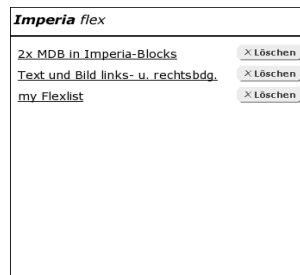 Imperia flex
2x MDB in Imperia-Blocks × Löschen
Text und Bild links- u. rechtsbdg. × Löschen
my Flexlist × Löschen